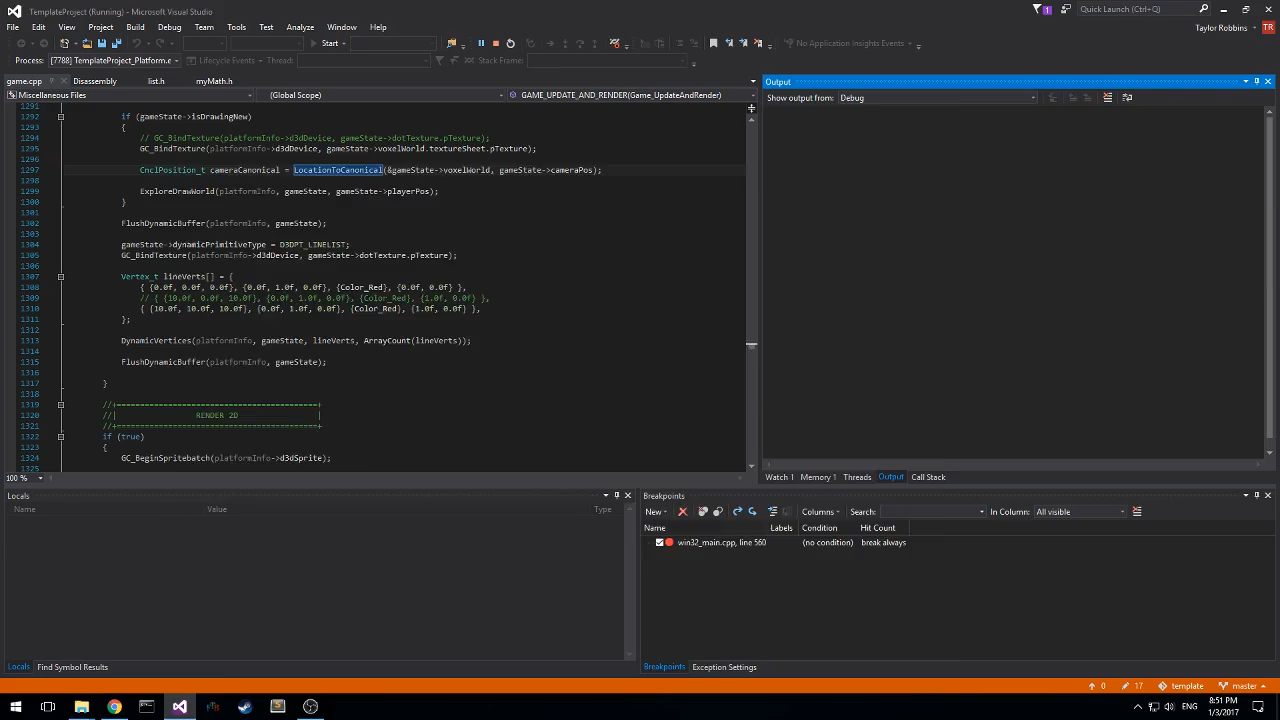 TemplateProject (Running) - Microsoft Visual Studio
1
Quick Launch (Ctrl+Q)
File Edit View Project Build Debug Team Tools Test Analyze Window Help
Taylor Robbins TR
Start
No Application Insights Events
Process: [7788] TemplateProject_Platform.e
Lifecycle Events Thread:
Stack Frame:
game.cpp Disassembly list.h myMath.h
Miscellaneous Files (Global Scope) GAME_UPDATE_AND_RENDER(Game_UpdateAndRender)
1291
1292 if (gameState->isDrawingNew)
1293 {
1294 // GC_BindTexture(platformInfo->d3dDevice, gameState->dotTexture.pTexture);
1295 GC_BindTexture(platformInfo->d3dDevice, gameState->voxelWorld.textureSheet.pTexture);
1296
1297 CnclPosition_t cameraCanonical = LocationToCanonical(&gameState->voxelWorld, gameState->cameraPos);
1298
1299 ExploreDrawWorld(platformInfo, gameState, gameState->playerPos);
1300 }
1301
1302 FlushDynamicBuffer(platformInfo, gameState);
1303
1304 gameState->dynamicPrimitiveType = D3DPT_LINELIST;
1305 GC_BindTexture(platformInfo->d3dDevice, gameState->dotTexture.pTexture);
1306
1307 Vertex_t lineVerts[] = {
1308 { {0.0f, 0.0f, 0.0f}, {0.0f, 1.0f, 0.0f}, {Color_Red}, {0.0f, 0.0f} },
1309 // { {10.0f, 0.0f, 10.0f}, {0.0f, 1.0f, 0.0f}, {Color_Red}, {1.0f, 0.0f} },
1310 { {10.0f, 10.0f, 10.0f}, {0.0f, 1.0f, 0.0f}, {Color_Red}, {1.0f, 0.0f} },
1311 };
1312
1313 DynamicVertices(platformInfo, gameState, lineVerts, ArrayCount(lineVerts));
1314
1315 FlushDynamicBuffer(platformInfo, gameState);
1316
1317 }
1318
1319 //+==========================================+
1320 //| RENDER 2D |
1321 //+==========================================+
1322 if (true)
1323 {
1324 GC_BeginSpritebatch(platformInfo->d3dSprite);
1325
100 %
Output
Show output from: Debug
Watch 1 Memory 1 Threads Output Call Stack
Locals
Name Value Type
Locals Find Symbol Results
Breakpoints
New Columns Search: In Column: All visible
Name Labels Condition Hit Count
win32_main.cpp, line 560 (no condition) break always
Breakpoints Exception Settings
0 17 template master
ENG
8:51 PM
1/3/2017